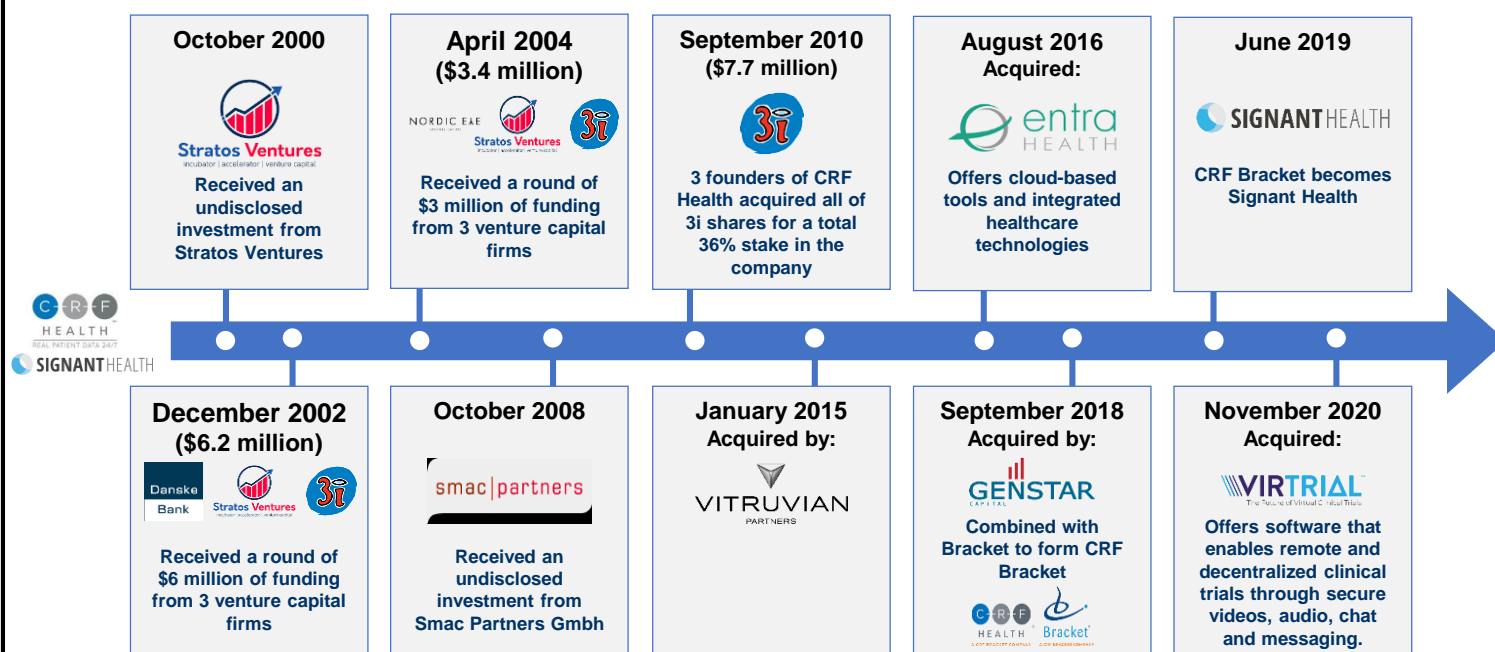 October 2000
Stratos Ventures
incubator | accelerator | venture capital
Received an
undisclosed
investment from
Stratos Ventures
April 2004
($3.4 million)
NORDIC EAE
Stratos Ventures
3i
Received a round of
$3 million of funding
from 3 venture capital
firms
September 2010
($7.7 million)
3i
3 founders of CRF
Health acquired all of
3i shares for a total
36% stake in the
company
August 2016
Acquired:
entra
HEALTH
Offers cloud-based
tools and integrated
healthcare
technologies
June 2019
SIGNANT HEALTH
CRF Bracket becomes
Signant Health
C-R-F
HEALTH
REAL PATIENT DATA 24/7
SIGNANT HEALTH
December 2002
($6.2 million)
Danske
Bank
Stratos Ventures
3i
Received a round of
$6 million of funding
from 3 venture capital
firms
October 2008
smac|partners
Received an
undisclosed
investment from
Smac Partners Gmbh
January 2015
Acquired by:
VITRUVIAN
PARTNERS
September 2018
Acquired by:
GENSTAR
CAPITAL
Combined with
Bracket to form CRF
Bracket
C-R-F
HEALTH
A CRF BRACKET COMPANY
Bracket
A CRF BRACKET COMPANY
November 2020
Acquired:
VIRTRIAL
The Future of Virtual Clinical Trials
Offers software that
enables remote and
decentralized clinical
trials through secure
videos, audio, chat
and messaging.